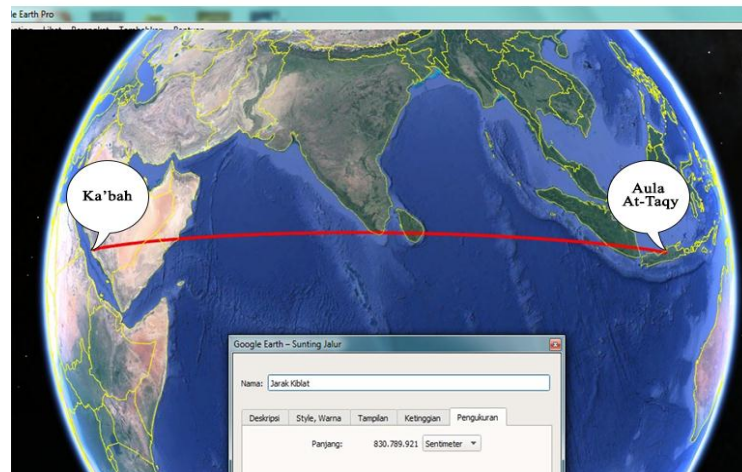 le Earth Pro
Ka'bah
Aula
At-Taqy
Google Earth – Sunting Jalur
Nama: Jarak Kiblat
Deskripsi Style, Warna Tampilan Ketinggian Pengukuran
Panjang: 830.789.921 Sentimeter